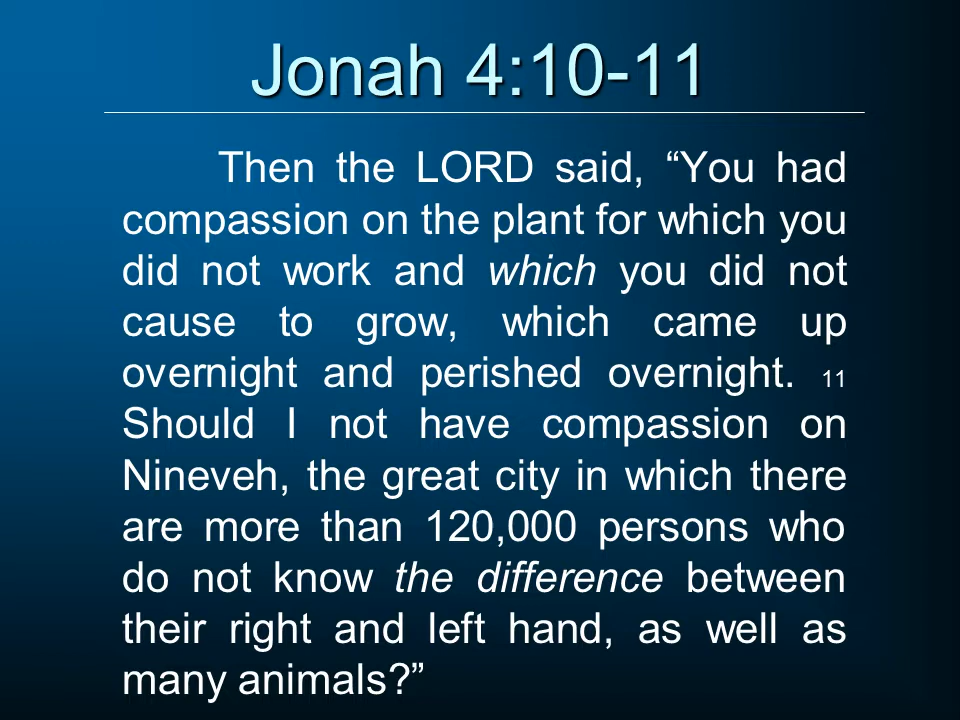 Jonah 4:10-11
Then the LORD said, “You had
compassion on the plant for which you
did not work and which you did not
cause to grow, which came up
overnight and perished overnight. 11
Should I not have compassion on
Nineveh, the great city in which there
are more than 120,000 persons who
do not know the difference between
their right and left hand, as well as
many animals?”